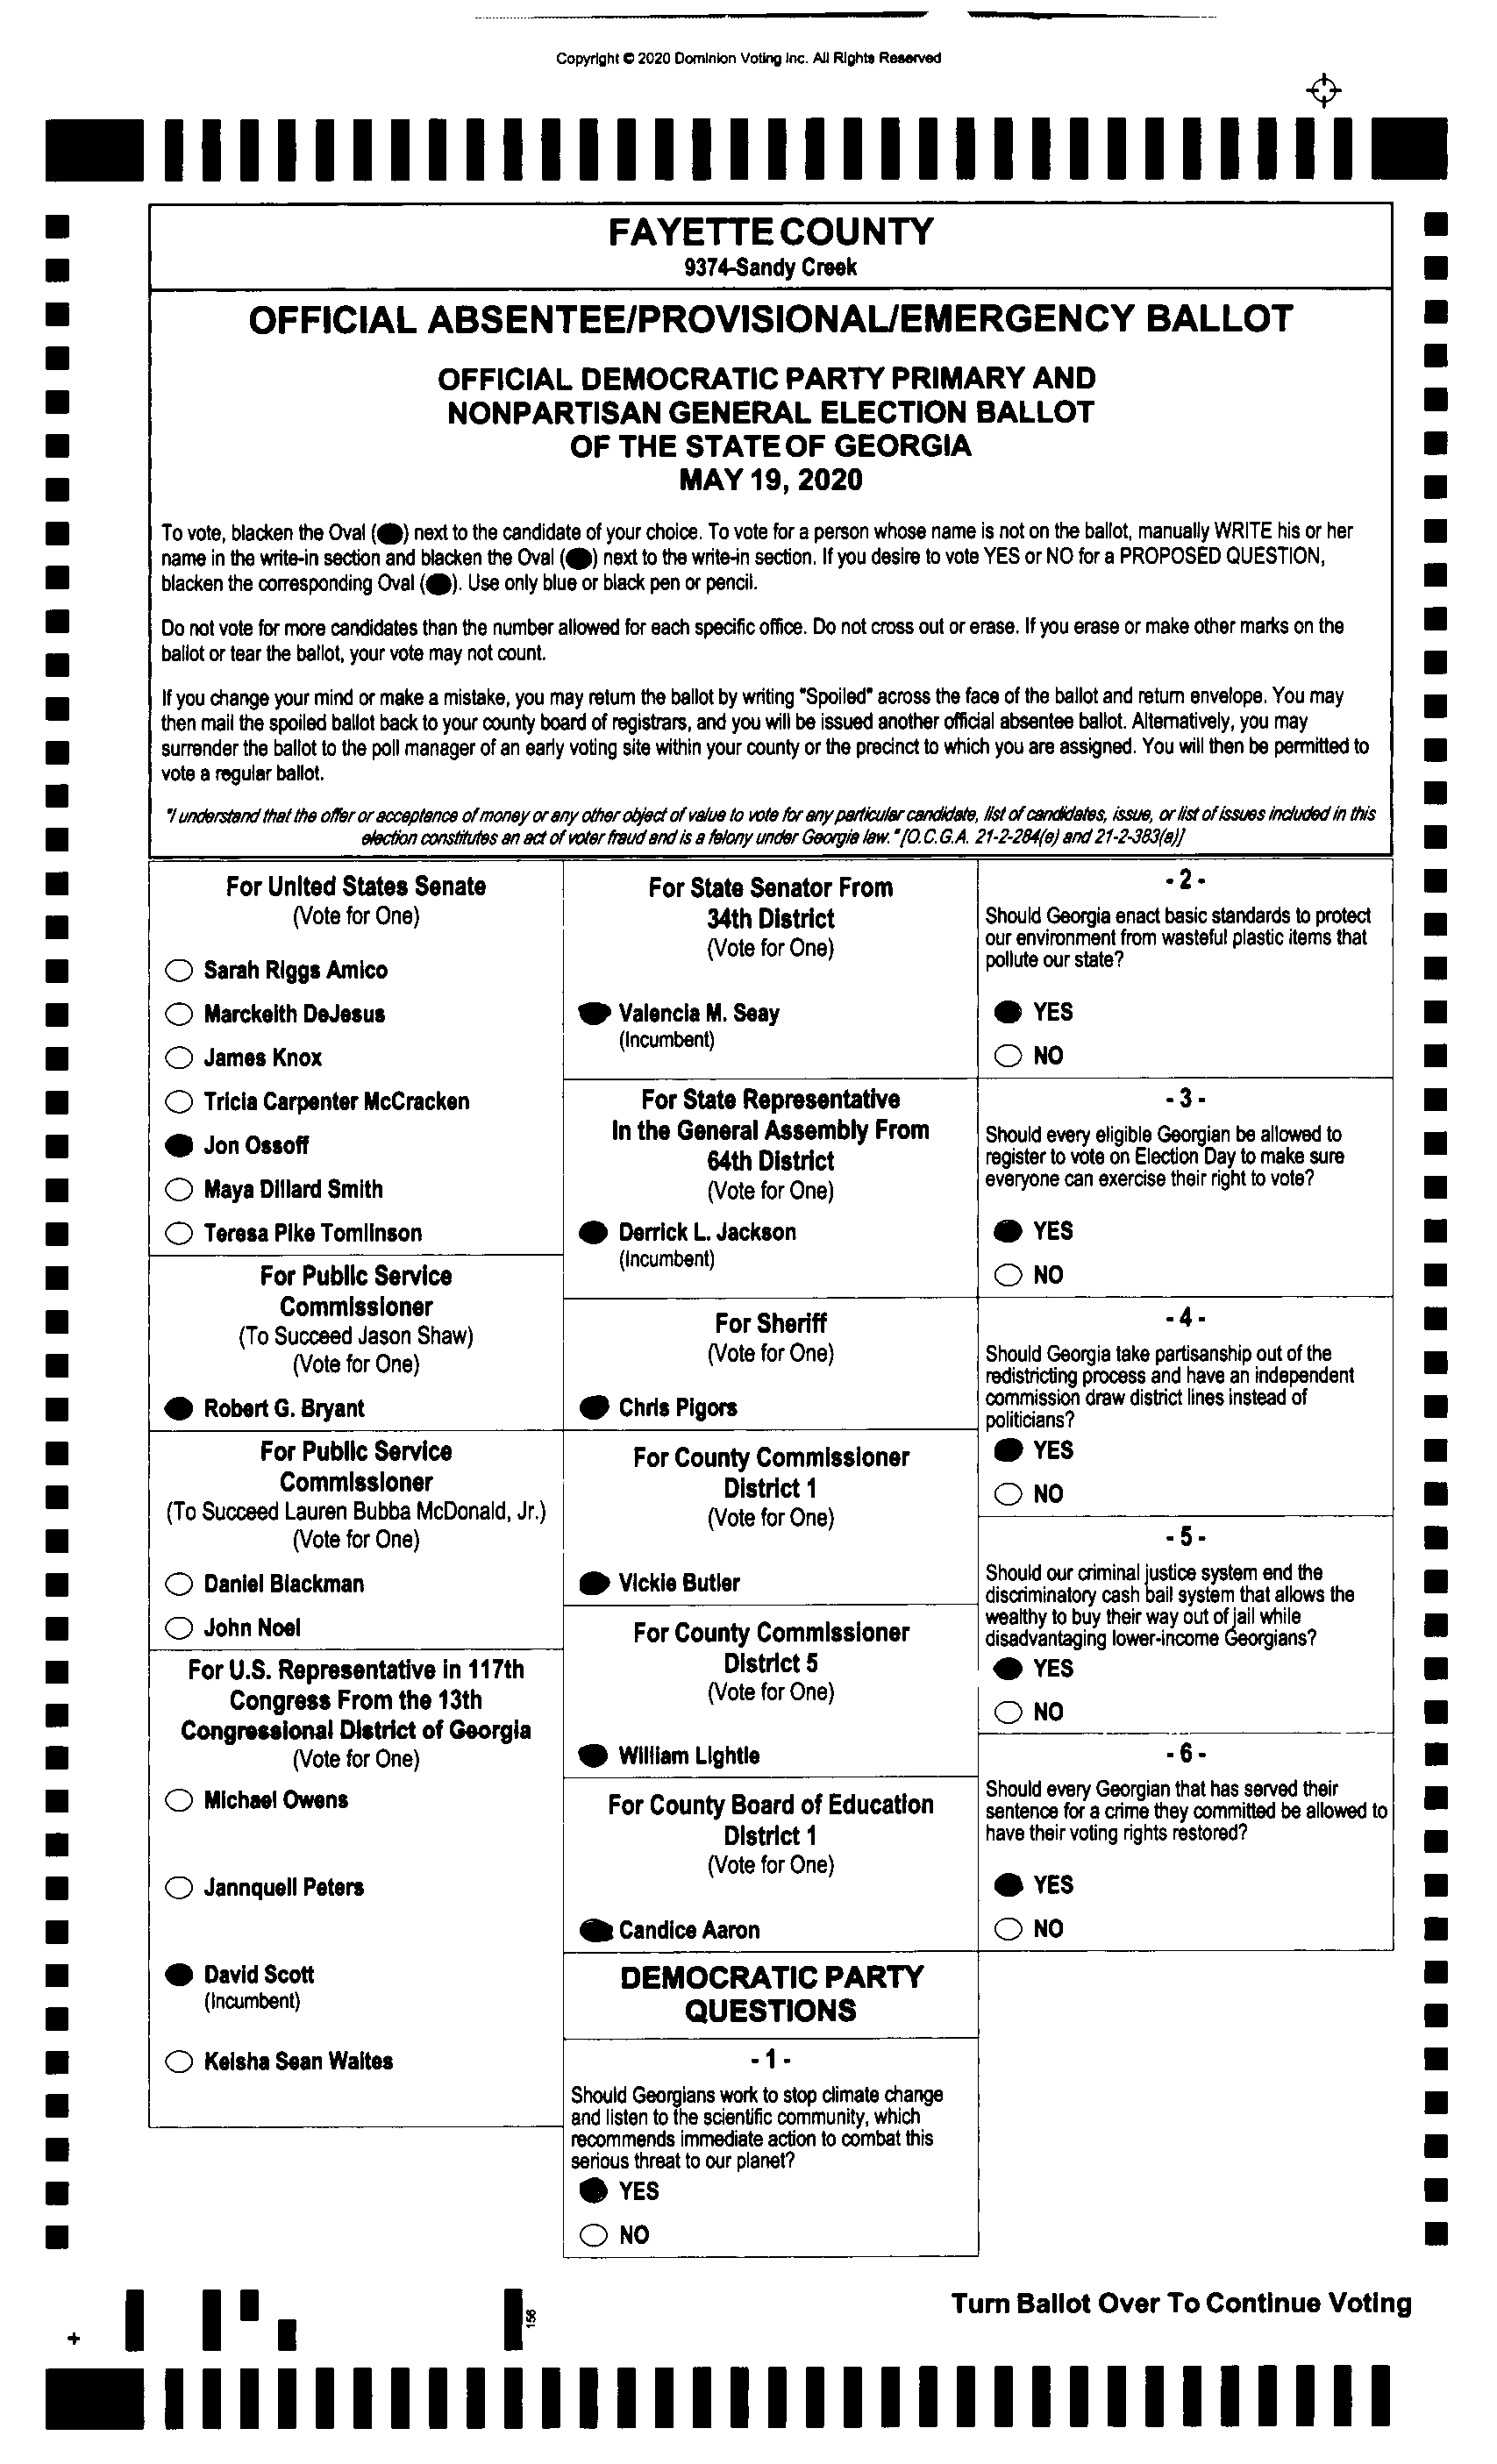 Copyright © 2020 Dominion Voting Inc. All Rights Reserved
FAYETTE COUNTY
9374-Sandy Creek
OFFICIAL ABSENTEE/PROVISIONAL/EMERGENCY BALLOT
OFFICIAL DEMOCRATIC PARTY PRIMARY AND
NONPARTISAN GENERAL ELECTION BALLOT
OF THE STATE OF GEORGIA
MAY 19, 2020
To vote, blacken the Oval ( ) next to the candidate of your choice. To vote for a person whose name is not on the ballot, manually WRITE his or her
name in the write-in section and blacken the Oval ( ) next to the write-in section. If you desire to vote YES or NO for a PROPOSED QUESTION,
blacken the corresponding Oval ( ). Use only blue or black pen or pencil.
Do not vote for more candidates than the number allowed for each specific office. Do not cross out or erase. If you erase or make other marks on the
ballot or tear the ballot, your vote may not count.
If you change your mind or make a mistake, you may return the ballot by writing "Spoiled" across the face of the ballot and return envelope. You may
then mail the spoiled ballot back to your county board of registrars, and you will be issued another official absentee ballot. Alternatively, you may
surrender the ballot to the poll manager of an early voting site within your county or the precinct to which you are assigned. You will then be permitted to
vote a regular ballot.
"I understand that the offer or acceptance of money or any other object of value to vote for any particular candidate, list of candidates, issue, or list of issues included in this
election constitutes an act of voter fraud and is a felony under Georgia law." [O.C.G.A. 21-2-284(e) and 21-2-383(a)]
For United States Senate
(Vote for One)
Sarah Riggs Amico
Marckeith DeJesus
James Knox
Tricia Carpenter McCracken
Jon Ossoff
Maya Dillard Smith
Teresa Pike Tomlinson
For Public Service
Commissioner
(To Succeed Jason Shaw)
(Vote for One)
Robert G. Bryant
For Public Service
Commissioner
(To Succeed Lauren Bubba McDonald, Jr.)
(Vote for One)
Daniel Blackman
John Noel
For U.S. Representative in 117th
Congress From the 13th
Congressional District of Georgia
(Vote for One)
Michael Owens
Jannquell Peters
David Scott
(Incumbent)
Keisha Sean Waites
For State Senator From
34th District
(Vote for One)
Valencia M. Seay
(Incumbent)
For State Representative
In the General Assembly From
64th District
(Vote for One)
Derrick L. Jackson
(Incumbent)
For Sheriff
(Vote for One)
Chris Pigors
For County Commissioner
District 1
(Vote for One)
Vickie Butler
For County Commissioner
District 5
(Vote for One)
William Lightle
For County Board of Education
District 1
(Vote for One)
Candice Aaron
DEMOCRATIC PARTY
QUESTIONS
- 1 -
Should Georgians work to stop climate change
and listen to the scientific community, which
recommends immediate action to combat this
serious threat to our planet?
YES
NO
- 2 -
Should Georgia enact basic standards to protect
our environment from wasteful plastic items that
pollute our state?
YES
NO
- 3 -
Should every eligible Georgian be allowed to
register to vote on Election Day to make sure
everyone can exercise their right to vote?
YES
NO
- 4 -
Should Georgia take partisanship out of the
redistricting process and have an independent
commission draw district lines instead of
politicians?
YES
NO
- 5 -
Should our criminal justice system end the
discriminatory cash bail system that allows the
wealthy to buy their way out of jail while
disadvantaging lower-income Georgians?
YES
NO
- 6 -
Should every Georgian that has served their
sentence for a crime they committed be allowed to
have their voting rights restored?
YES
NO
Turn Ballot Over To Continue Voting
156